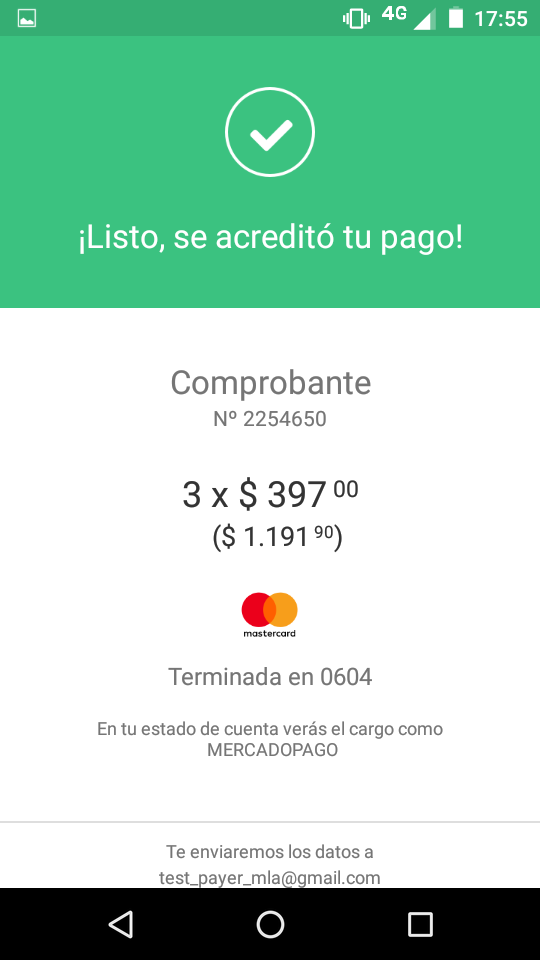 4G 17:55
¡Listo, se acreditó tu pago!
Comprobante
Nº 2254650
3 x $ 397 00
($ 1.191 90)
mastercard
Terminada en 0604
En tu estado de cuenta verás el cargo como
MERCADOPAGO
Te enviaremos los datos a
test_payer_mla@gmail.com